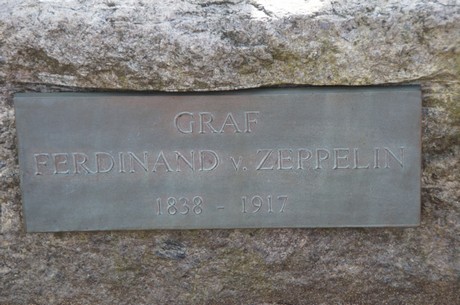 GRAF
FERDINAND v. ZEPPELIN
1838 - 1917